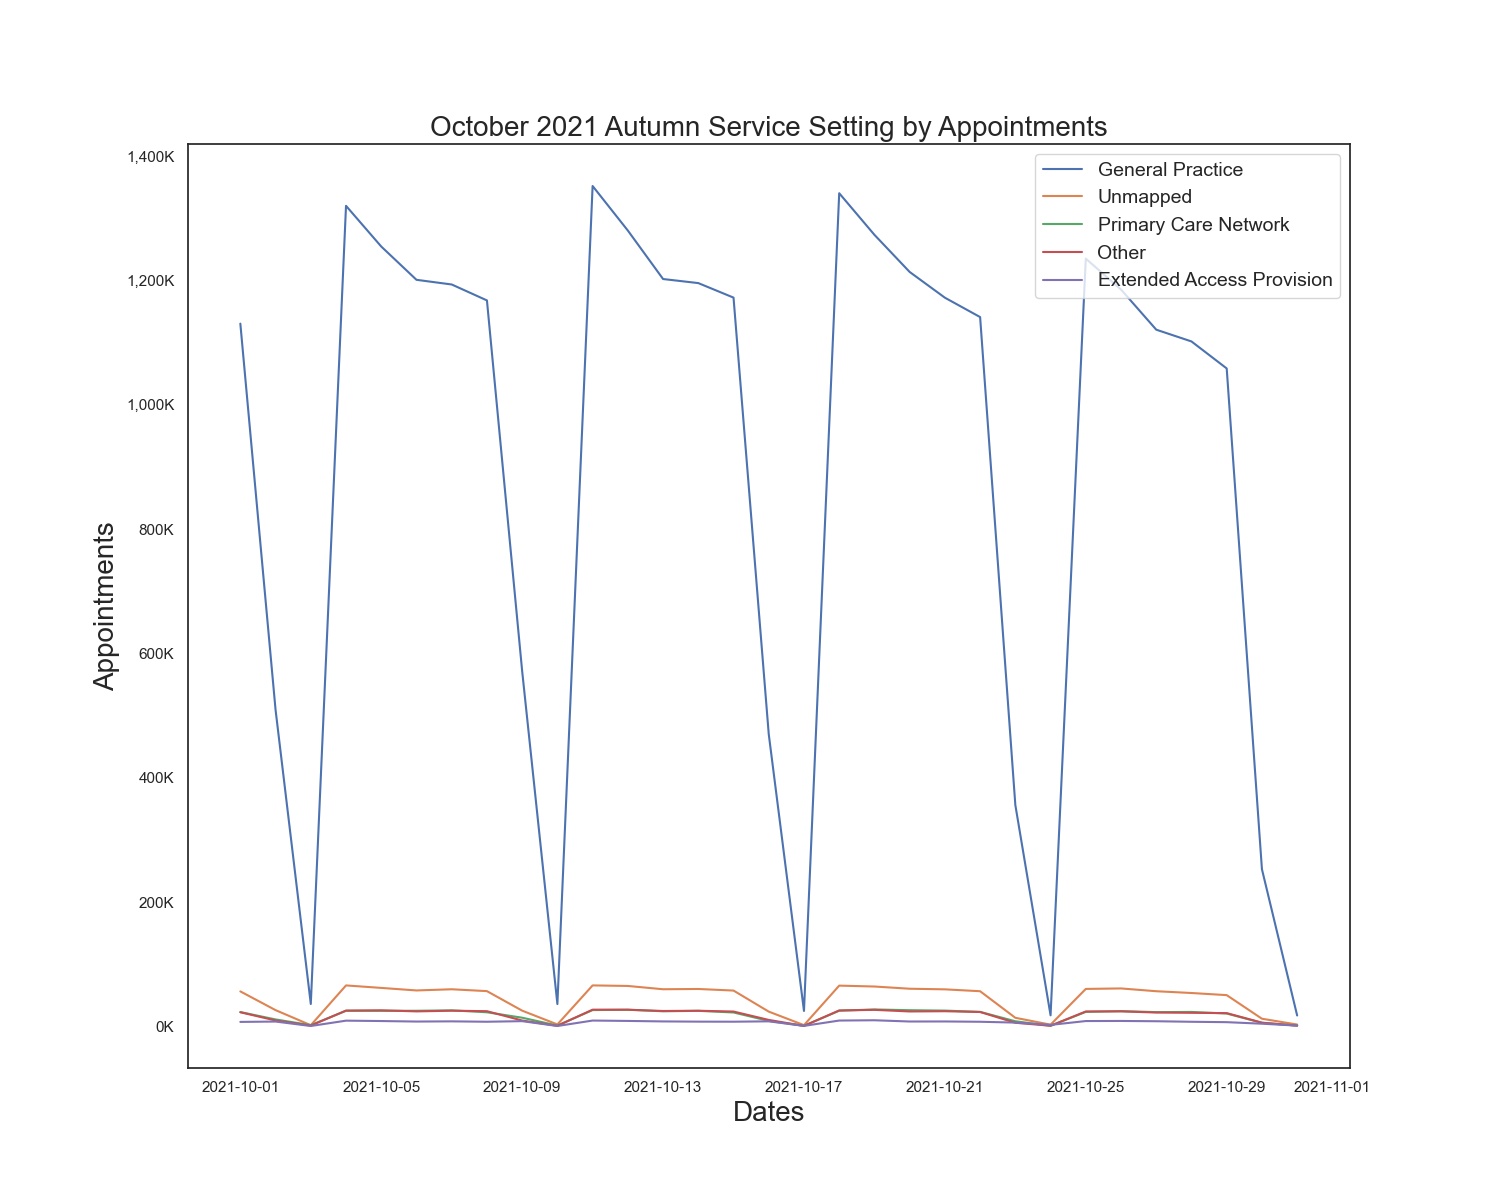 October 2021 Autumn Service Setting by Appointments
1,400K
1,200K
1,000K
800K
600K
400K
200K
0K
Appointments
General Practice
Unmapped
Primary Care Network
Other
Extended Access Provision
2021-10-01 2021-10-05 2021-10-09 2021-10-13 2021-10-17 2021-10-21 2021-10-25 2021-10-29 2021-11-01
Dates